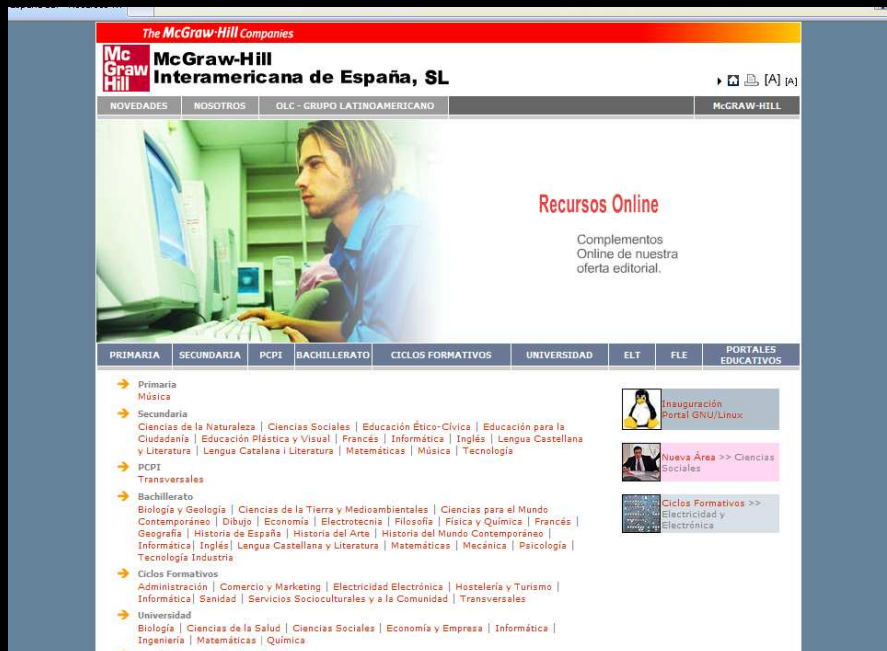 The McGraw-Hill Companies
Mc
Graw
Hill
McGraw-Hill
Interamericana de España, SL
[A] [A]
NOVEDADES NOSOTROS OLC - GRUPO LATINOAMERICANO McGRAW-HILL
Recursos Online
Complementos
Online de nuestra
oferta editorial.
PRIMARIA SECUNDARIA PCPI BACHILLERATO CICLOS FORMATIVOS UNIVERSIDAD ELT FLE PORTALES
EDUCATIVOS
Primaria
Música
Secundaria
Ciencias de la Naturaleza | Ciencias Sociales | Educación Ético-Cívica | Educación para la
Ciudadanía | Educación Plástica y Visual | Francés | Informática | Inglés | Lengua Castellana
y Literatura | Lengua Catalana i Literatura | Matemáticas | Música | Tecnología
PCPI
Transversales
Bachillerato
Biología y Geología | Ciencias de la Tierra y Medioambientales | Ciencias para el Mundo
Contemporáneo | Dibujo | Economía | Electrotecnia | Filosofía | Física y Química | Francés |
Geografía | Historia de España | Historia del Arte | Historia del Mundo Contemporáneo |
Informática| Inglés| Lengua Castellana y Literatura | Matemáticas | Mecánica | Psicología |
Tecnología Industria
Ciclos Formativos
Administración | Comercio y Marketing | Electricidad Electrónica | Hostelería y Turismo |
Informática| Sanidad | Servicios Socioculturales y a la Comunidad | Transversales
Universidad
Biología | Ciencias de la Salud | Ciencias Sociales | Economía y Empresa | Informática |
Ingeniería | Matemáticas | Química
Inauguración
Portal GNU/Linux
Nueva Área >> Ciencias
Sociales
Ciclos Formativos >>
Electricidad y
Electrónica